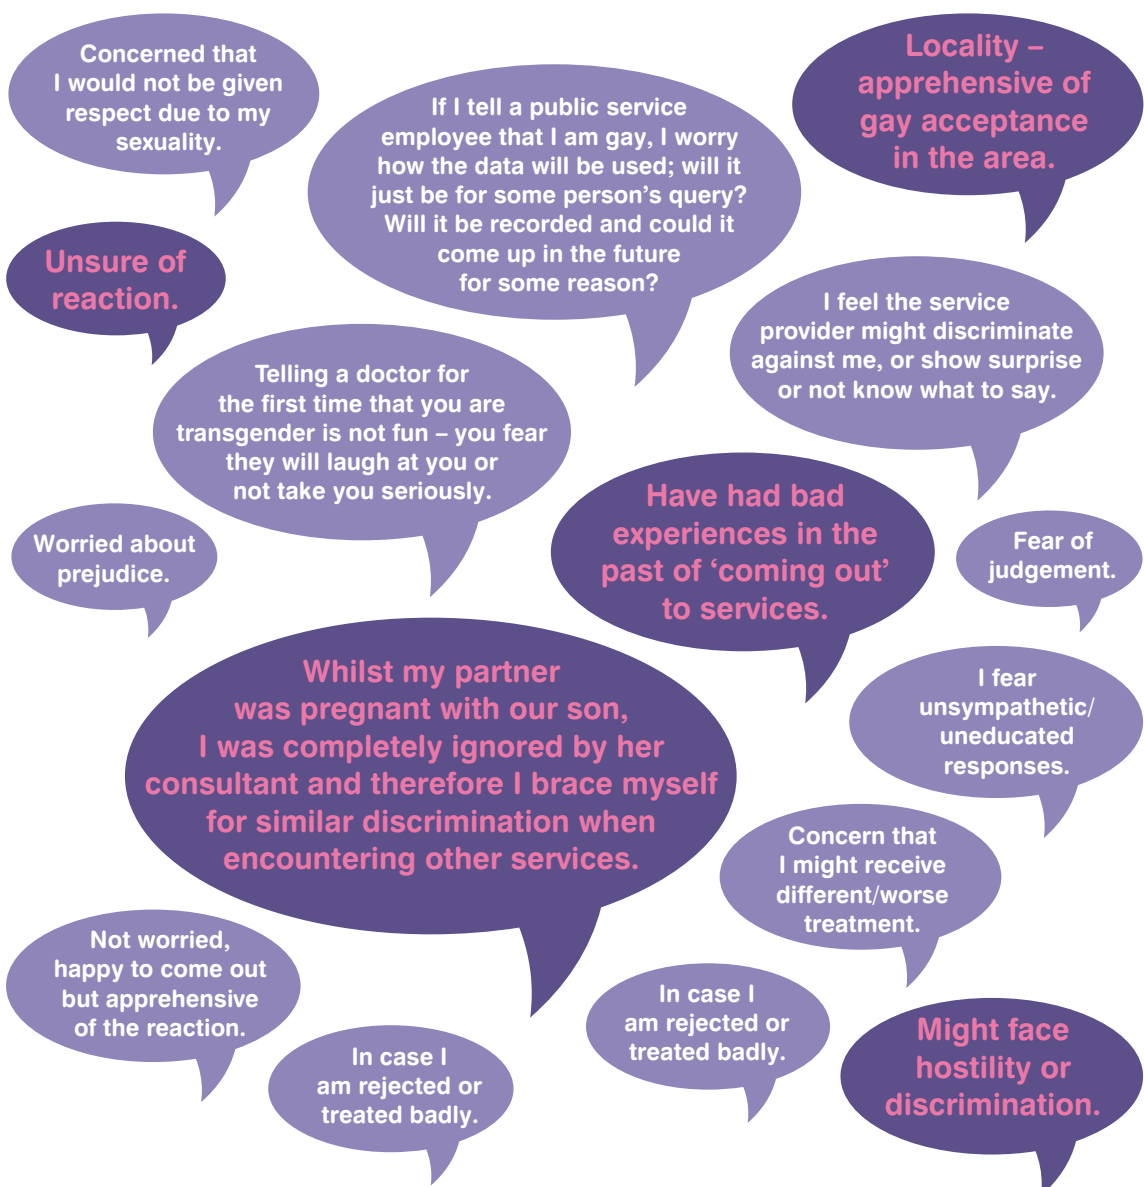 Concerned that
I would not be given
respect due to my
sexuality.
If I tell a public service
employee that I am gay, I worry
how the data will be used; will it
just be for some person’s query?
Will it be recorded and could it
come up in the future
for some reason?
Locality –
apprehensive of
gay acceptance
in the area.
Unsure of
reaction.
I feel the service
provider might discriminate
against me, or show surprise
or not know what to say.
Telling a doctor for
the first time that you are
transgender is not fun – you fear
they will laugh at you or
not take you seriously.
Have had bad
experiences in the
past of ‘coming out’
to services.
Worried about
prejudice.
Fear of
judgement.
Whilst my partner
was pregnant with our son,
I was completely ignored by her
consultant and therefore I brace myself
for similar discrimination when
encountering other services.
I fear
unsympathetic/
uneducated
responses.
Concern that
I might receive
different/worse
treatment.
Not worried,
happy to come out
but apprehensive
of the reaction.
In case I
am rejected or
treated badly.
In case I
am rejected or
treated badly.
Might face
hostility or
discrimination.